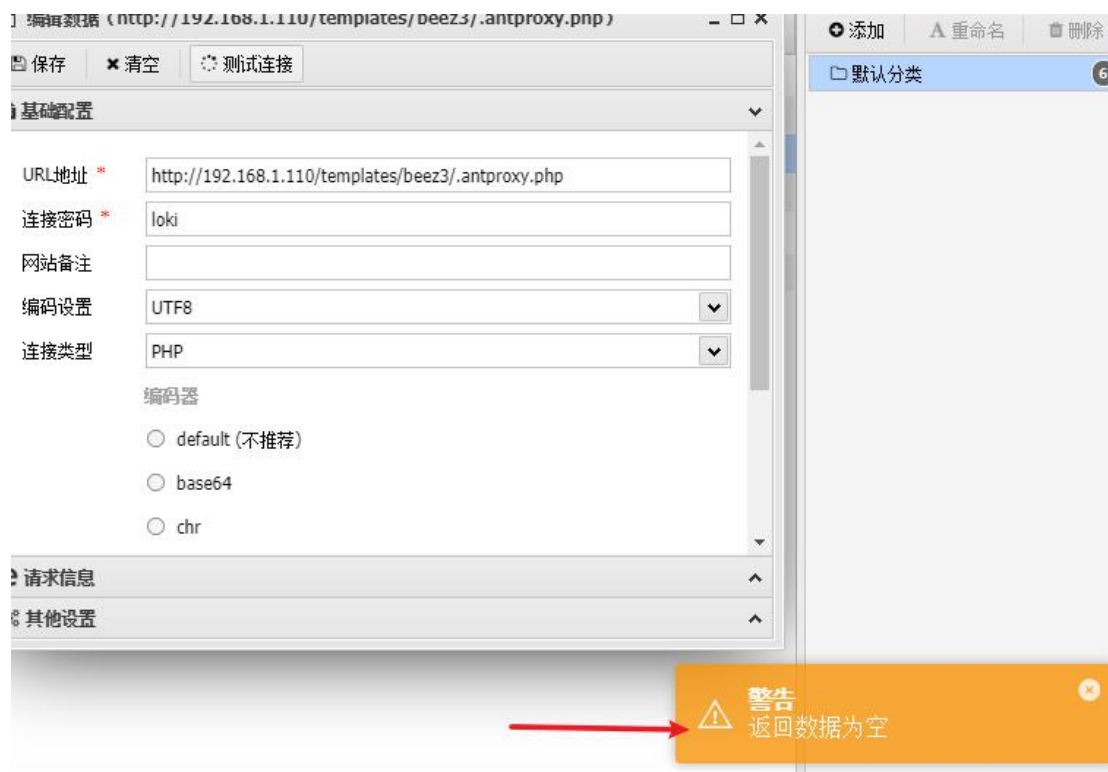 编辑数据 (http://192.168.1.110/templates/beez3/.antproxy.php)
添加 重命名 删除
保存 清空 测试连接
默认分类 6
基础配置
URL地址 * http://192.168.1.110/templates/beez3/.antproxy.php
连接密码 * loki
网站备注
编码设置 UTF8
连接类型 PHP
编码器
default (不推荐)
base64
chr
请求信息
其他设置
警告
返回数据为空